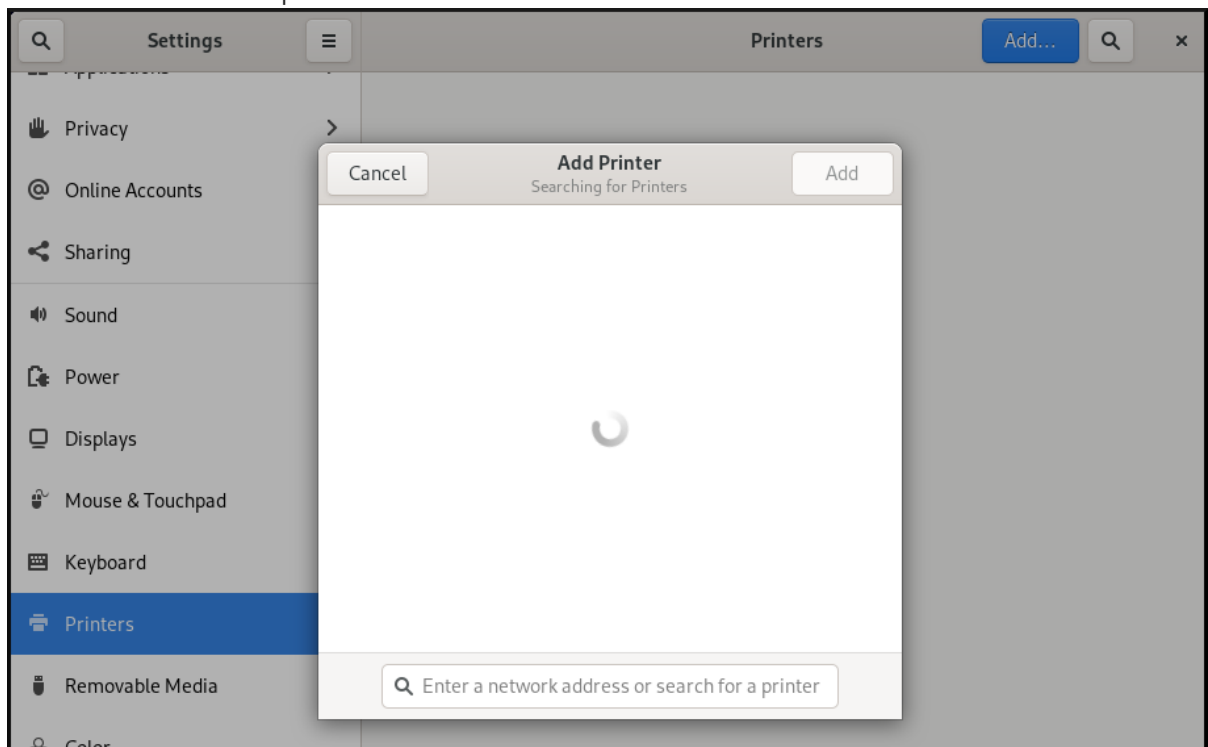 Settings
Printers
Add...
Privacy
Online Accounts
Sharing
Sound
Power
Displays
Mouse & Touchpad
Keyboard
Printers
Removable Media
Color
Cancel
Add Printer
Searching for Printers
Add
Enter a network address or search for a printer